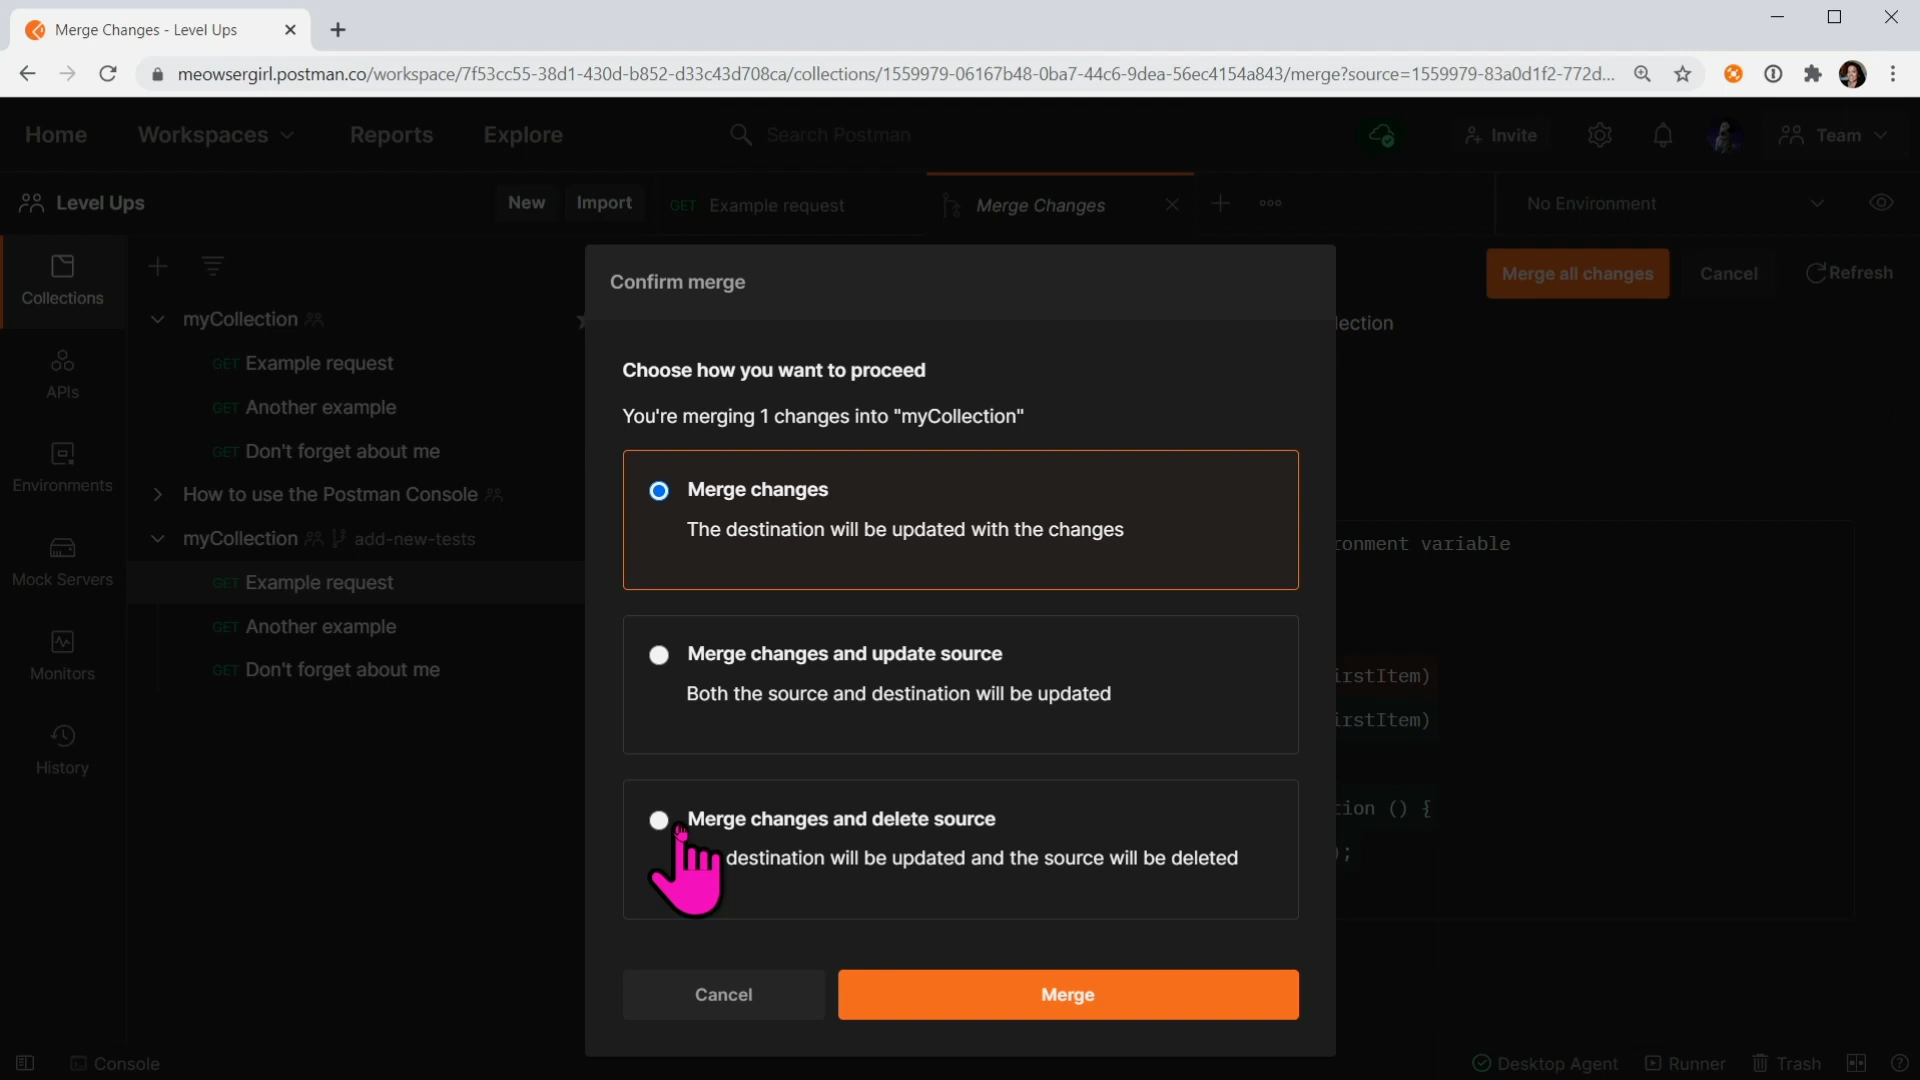 Merge Changes - Level Ups
meowsergirl.postman.co/workspace/7f53cc55-38d1-430d-b852-d33c43d708ca/collections/1559979-06167b48-0ba7-44c6-9dea-56ec4154a843/merge?source=1559979-83a0d1f2-772d...
Home Workspaces Reports Explore Search Postman Invite Team
Level Ups New Import GET Example request Merge Changes No Environment
Merge all changes Cancel Refresh
Collections
APIs
Environments
Mock Servers
Monitors
History
myCollection
GET Example request
GET Another example
GET Don't forget about me
How to use the Postman Console
myCollection add-new-tests
GET Example request
GET Another example
GET Don't forget about me
Confirm merge
Choose how you want to proceed
You're merging 1 changes into "myCollection"
Merge changes
The destination will be updated with the changes
Merge changes and update source
Both the source and destination will be updated
Merge changes and delete source
destination will be updated and the source will be deleted
Cancel Merge
lection
ronment variable
irstItem)
irstItem)
tion () {
);
Console Desktop Agent Runner Trash